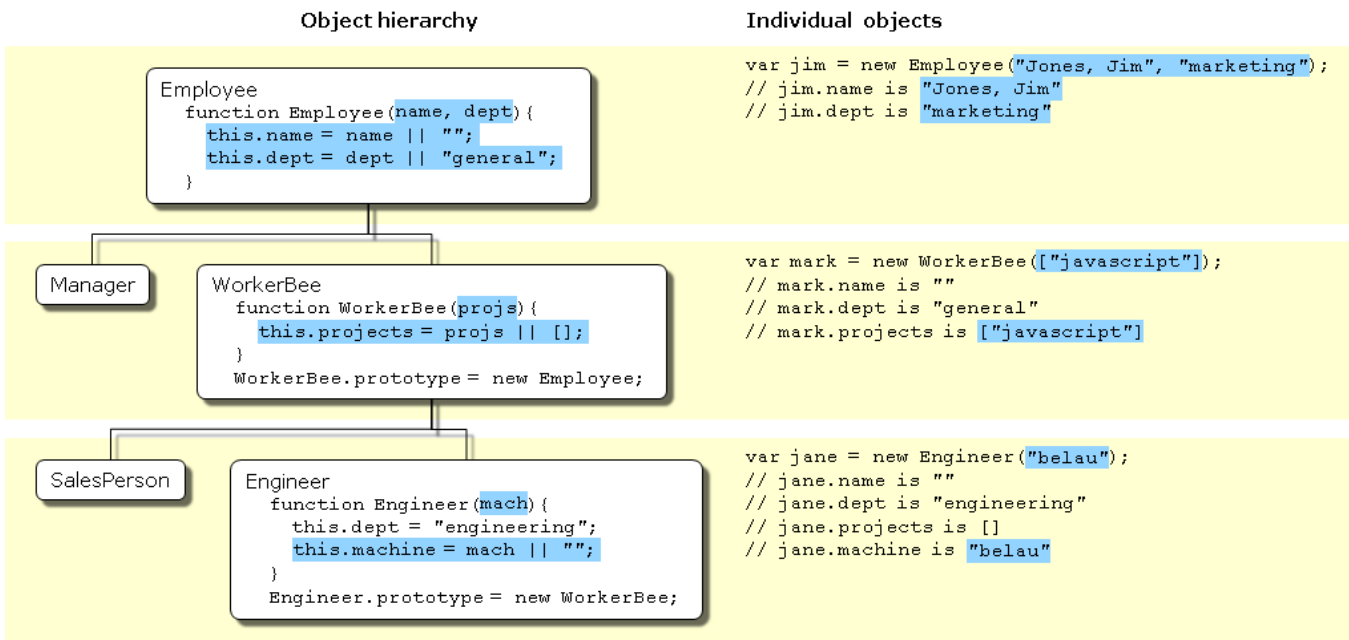 Object hierarchy
Individual objects
Employee
function Employee(name, dept){
this.name = name || "";
this.dept = dept || "general";
}
var jim = new Employee("Jones, Jim", "marketing");
// jim.name is "Jones, Jim"
// jim.dept is "marketing"
Manager
WorkerBee
function WorkerBee(projs){
this.projects = projs || [];
}
WorkerBee.prototype = new Employee;
var mark = new WorkerBee(["javascript"]);
// mark.name is ""
// mark.dept is "general"
// mark.projects is ["javascript"]
SalesPerson
Engineer
function Engineer(mach){
this.dept = "engineering";
this.machine = mach || "";
}
Engineer.prototype = new WorkerBee;
var jane = new Engineer("belau");
// jane.name is ""
// jane.dept is "engineering"
// jane.projects is []
// jane.machine is "belau"